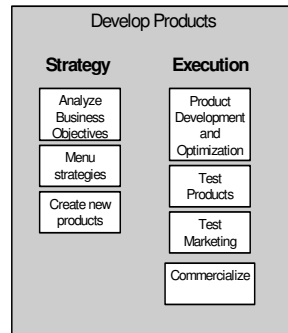 Develop Products
Strategy
Analyze
Business
Objectives
Menu
strategies
Create new
products
Execution
Product
Development
and
Optimization
Test
Products
Test
Marketing
Commercialize